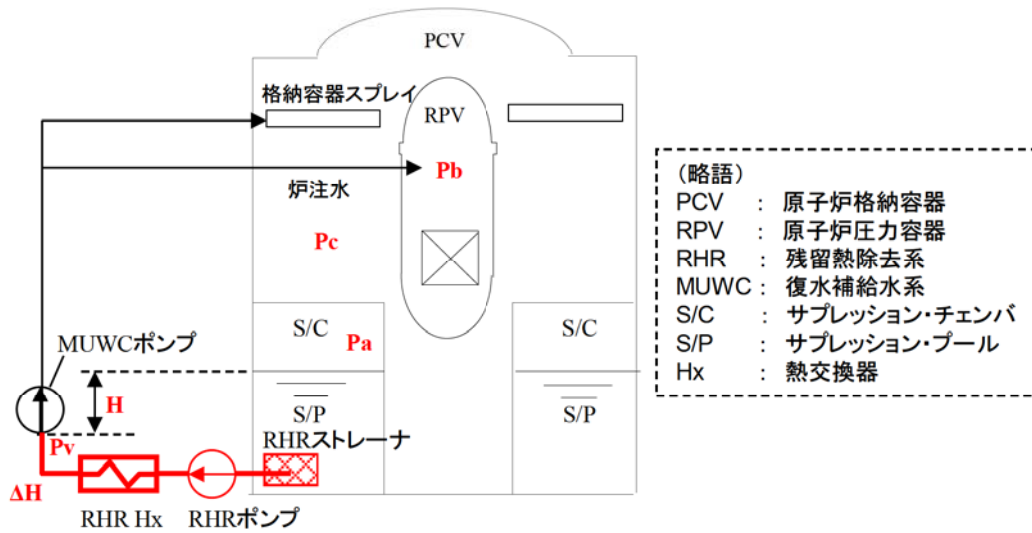 PCV
格納容器スプレイ
RPV
Pb
炉注水
Pc
S/C
Pa
S/C
MUWCポンプ
H
S/P
S/P
Pv
RHRストレーナ
ΔH
RHR Hx
RHRポンプ
(略語)
PCV : 原子炉格納容器
RPV : 原子炉圧力容器
RHR : 残留熱除去系
MUWC : 復水補給水系
S/C : サプレッション・チェンバ
S/P : サプレッション・プール
Hx : 熱交換器